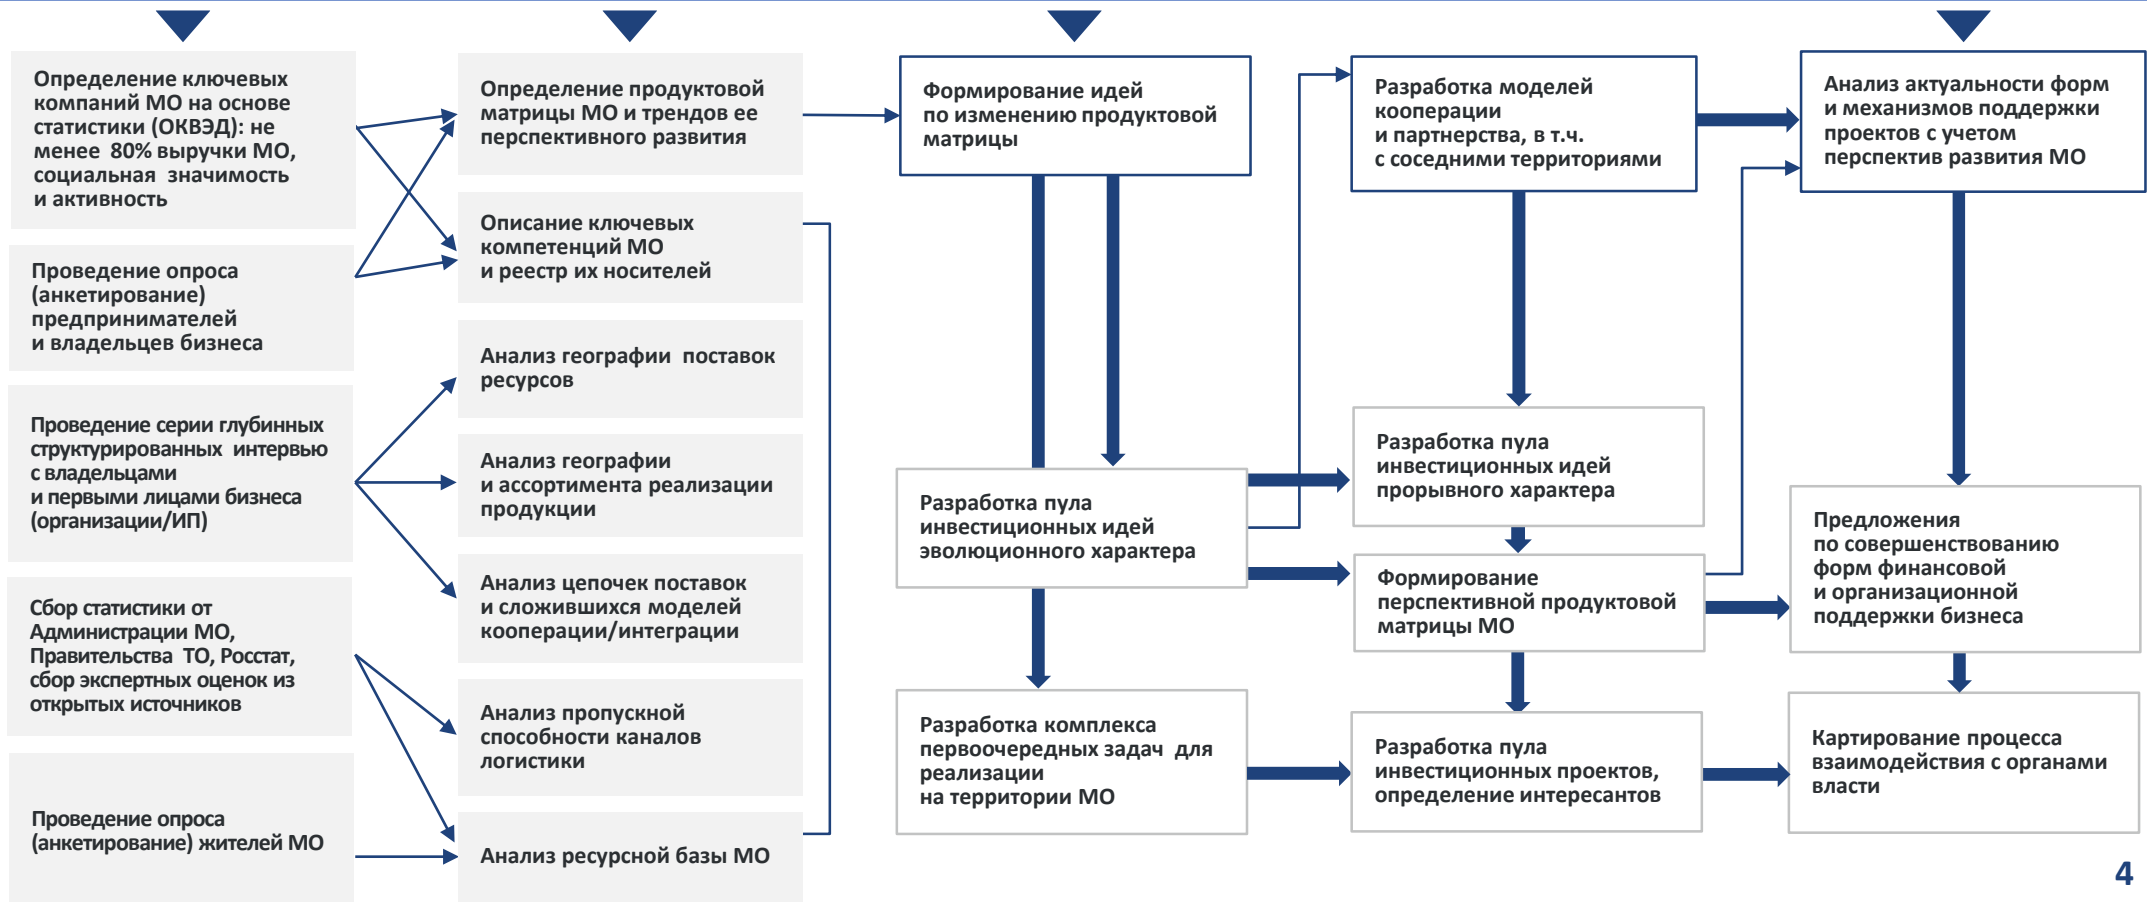 Определение ключевых
компаний МО на основе
статистики (ОКВЭД): не
менее 80% выручки МО,
социальная значимость
и активность
Проведение опроса
(анкетирование)
предпринимателей
и владельцев бизнеса
Проведение серии глубинных
структурированных интервью
с владельцами
и первыми лицами бизнеса
(организации/ИП)
Сбор статистики от
Администрации МО,
Правительства ТО, Росстат,
сбор экспертных оценок из
открытых источников
Проведение опроса
(анкетирование) жителей МО
Определение продуктовой
матрицы МО и трендов ее
перспективного развития
Описание ключевых
компетенций МО
и реестр их носителей
Анализ географии поставок
ресурсов
Анализ географии
и ассортимента реализации
продукции
Анализ цепочек поставок
и сложившихся моделей
кооперации/интеграции
Анализ пропускной
способности каналов
логистики
Анализ ресурсной базы МО
Формирование идей
по изменению продуктовой
матрицы
Разработка пула
инвестиционных идей
эволюционного характера
Разработка комплекса
первоочередных задач для
реализации
на территории МО
Разработка моделей
кооперации
и партнерства, в т.ч.
с соседними территориями
Разработка пула
инвестиционных идей
прорывного характера
Формирование
перспективной продуктовой
матрицы МО
Разработка пула
инвестиционных проектов,
определение интересантов
Анализ актуальности форм
и механизмов поддержки
проектов с учетом
перспектив развития МО
Предложения
по совершенствованию
форм финансовой
и организационной
поддержки бизнеса
Картирование процесса
взаимодействия с органами
власти
4